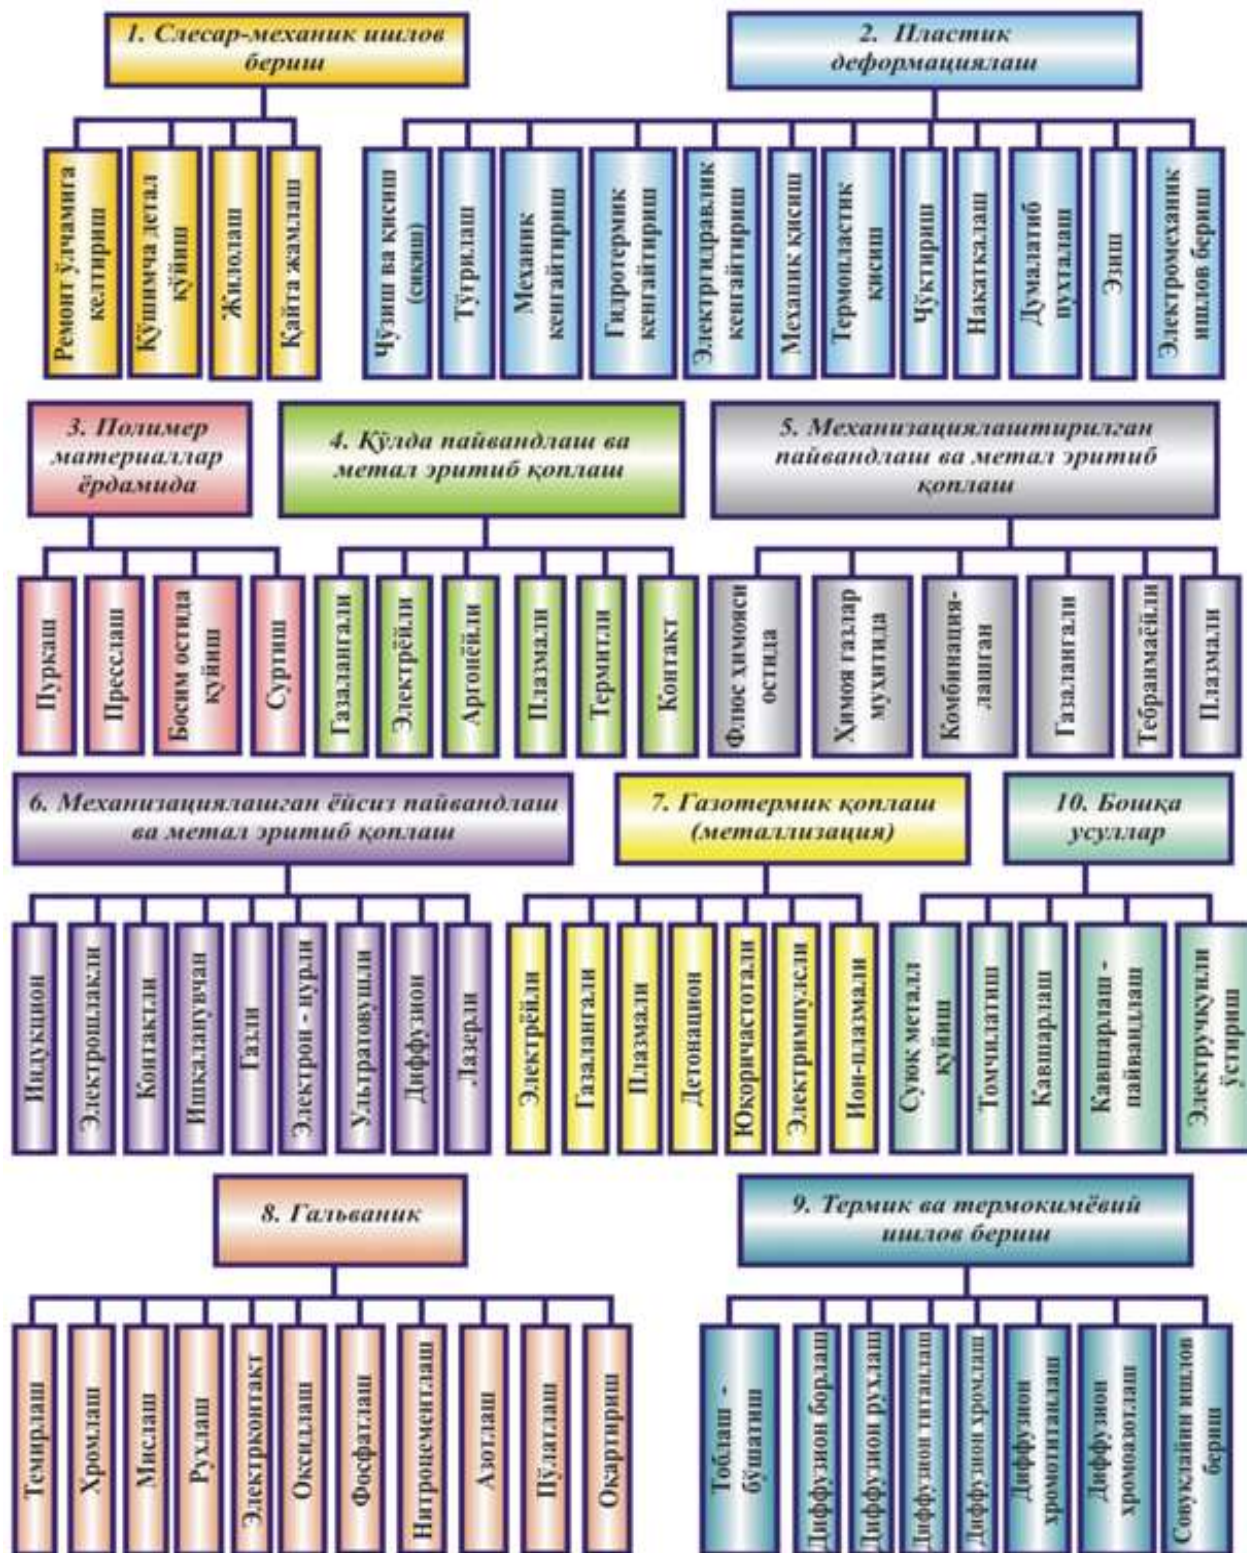 1. Слесар-механик ишлов
бериш
Ремонт ўлчамига
келтириш
Қўшимча детал
қўйиш
Жилолаш
Қайта жамлаш
2. Пластик
деформациялаш
Чўзиш ва қисиш
(сиқиш)
Тўғрилаш
Механик
кенгайтириш
Гидротермик
кенгайтириш
Электргидравлик
кенгайтириш
Механик қисиш
Термопластик
қисиш
Чўктириш
Накаткалаш
Думалатиб
пухталаш
Эзиш
Электромеханик
ишлов бериш
3. Полимер
материаллар
ёрдамида
Пуркаш
Пресслаш
Босим остида
қуйиш
Суртиш
4. Қўлда пайвандлаш ва
метал эритиб қоплаш
Газалангали
Электрёйли
Аргонёйли
Плазмали
Термитли
Контакт
5. Механизациялаштирилган
пайвандлаш ва метал эритиб
қоплаш
Флюс ҳимояси
остида
Ҳимоя газлар
мухитида
Комбинация-
лашган
Газалангали
Тебранмаёйли
Плазмали
6. Механизациялашган ёйсиз пайвандлаш
ва метал эритиб қоплаш
Индукцион
Электрошлакли
Контактли
Ишқаланувчан
Газли
Электрон - нурли
Ультратовушли
Диффузион
Лазерли
7. Газотермик қоплаш
(металлизация)
Электрёйли
Газалангали
Плазмали
Детонацион
Юқоричастотали
Электримпулсли
Ион-плазмали
10. Бошқа
усуллар
Суюқ металл
қуйиш
Томчилатиш
Кавшарлаш
Кавшарлаш -
пайвандлаш
Электручқунли
ўстириш
8. Гальваник
Темирлаш
Хромлаш
Мислаш
Рухлаш
Электрконтакт
Оксидлаш
Фосфатлаш
Нитроцементлаш
Азотлаш
Пўлатлаш
Оқартириш
9. Термик ва термокимёвий
ишлов бериш
Тоблаш -
бўшатиш
Диффузион борлаш
Диффузион рухлаш
Диффузион титанлаш
Диффузион хромлаш
Диффузион
хромотитанлаш
Диффузион
хромоазотлаш
Совуқлайин ишлов
бериш